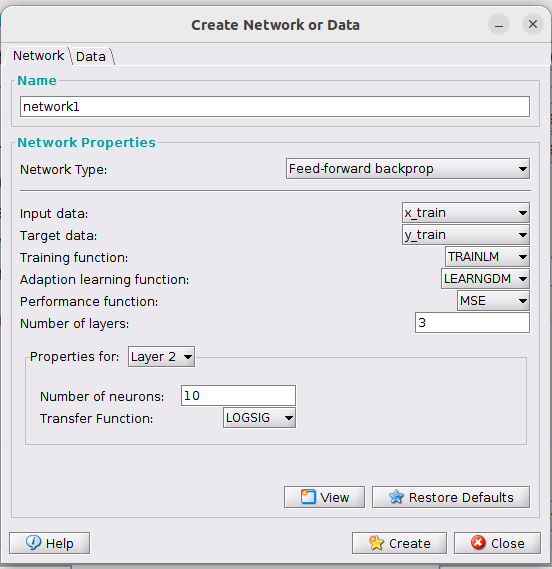 Create Network or Data
Network Data
Name
network1
Network Properties
Network Type: Feed-forward backprop
Input data: x_train
Target data: y_train
Training function: TRAINLM
Adaption learning function: LEARNGDM
Performance function: MSE
Number of layers: 3
Properties for: Layer 2
Number of neurons: 10
Transfer Function: LOGSIG
View Restore Defaults
Help Create Close